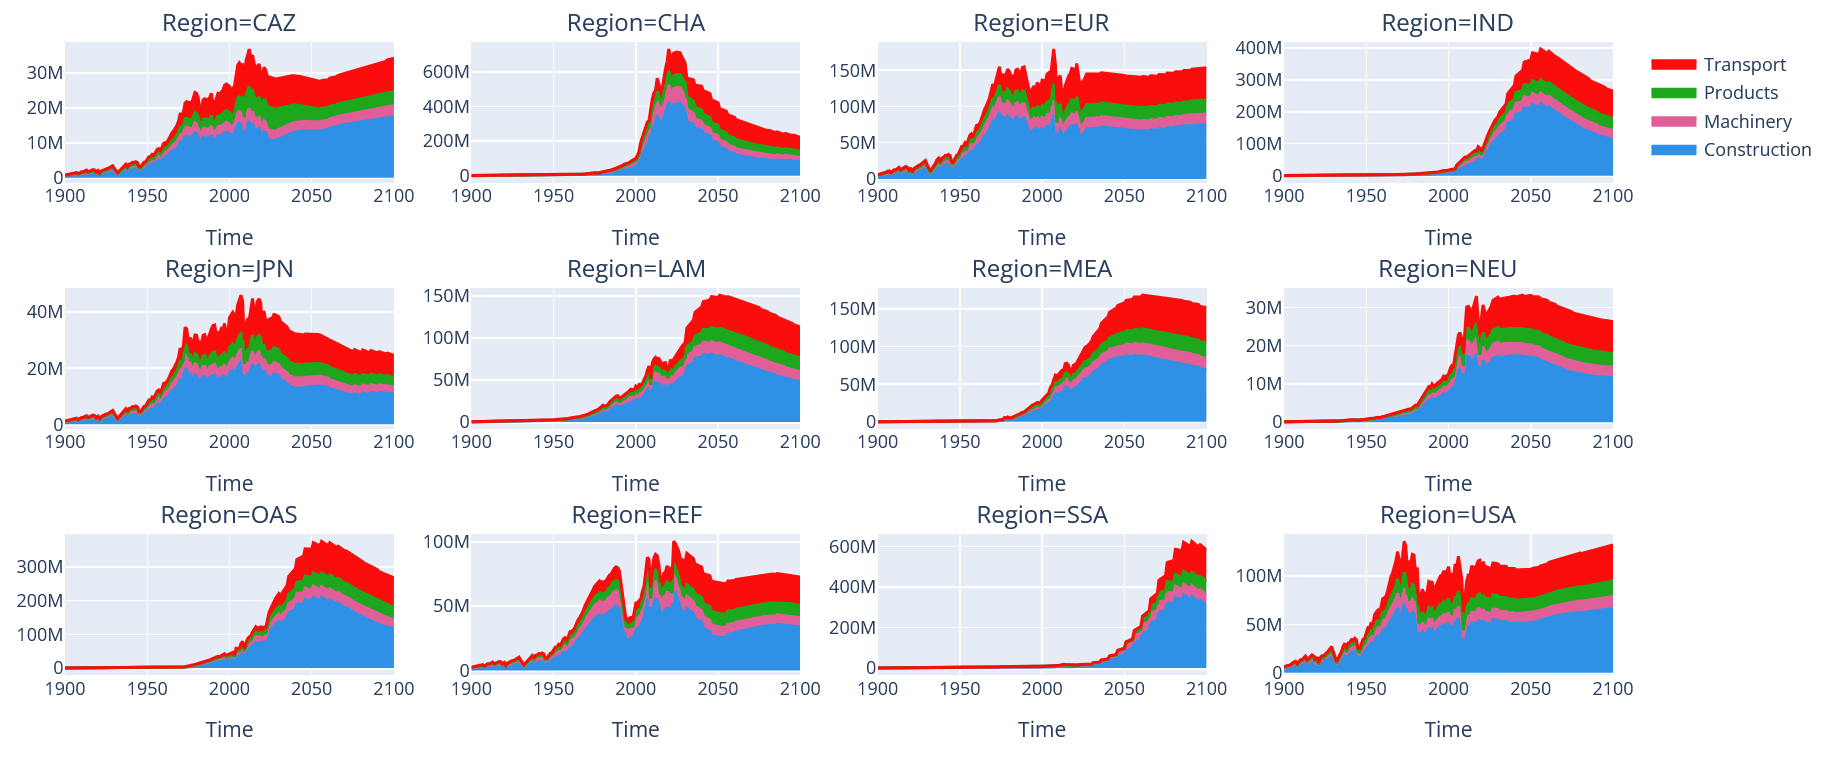 Region=CAZ Region=CHA Region=EUR Region=IND
30M 20M 10M 0
1900 1950 2000 2050 2100
Time
600M 400M 200M 0
1900 1950 2000 2050 2100
Time
150M 100M 50M 0
1900 1950 2000 2050 2100
Time
400M 300M 200M 100M 0
1900 1950 2000 2050 2100
Time
Transport
Products
Machinery
Construction
Region=JPN Region=LAM Region=MEA Region=NEU
40M 20M 0
1900 1950 2000 2050 2100
Time
150M 100M 50M 0
1900 1950 2000 2050 2100
Time
150M 100M 50M 0
1900 1950 2000 2050 2100
Time
30M 20M 10M 0
1900 1950 2000 2050 2100
Time
Region=OAS Region=REF Region=SSA Region=USA
300M 200M 100M 0
1900 1950 2000 2050 2100
Time
100M 50M 0
1900 1950 2000 2050 2100
Time
600M 400M 200M 0
1900 1950 2000 2050 2100
Time
100M 50M 0
1900 1950 2000 2050 2100
Time